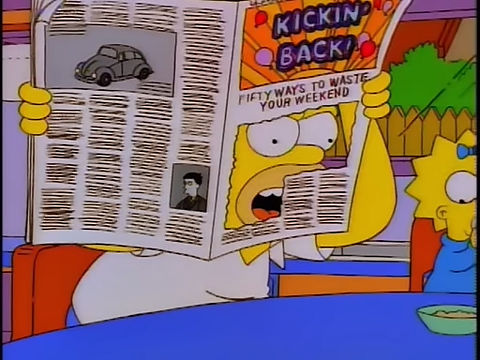 KICKIN'
BACK!
FIFTY WAYS TO WASTE
YOUR WEEKEND